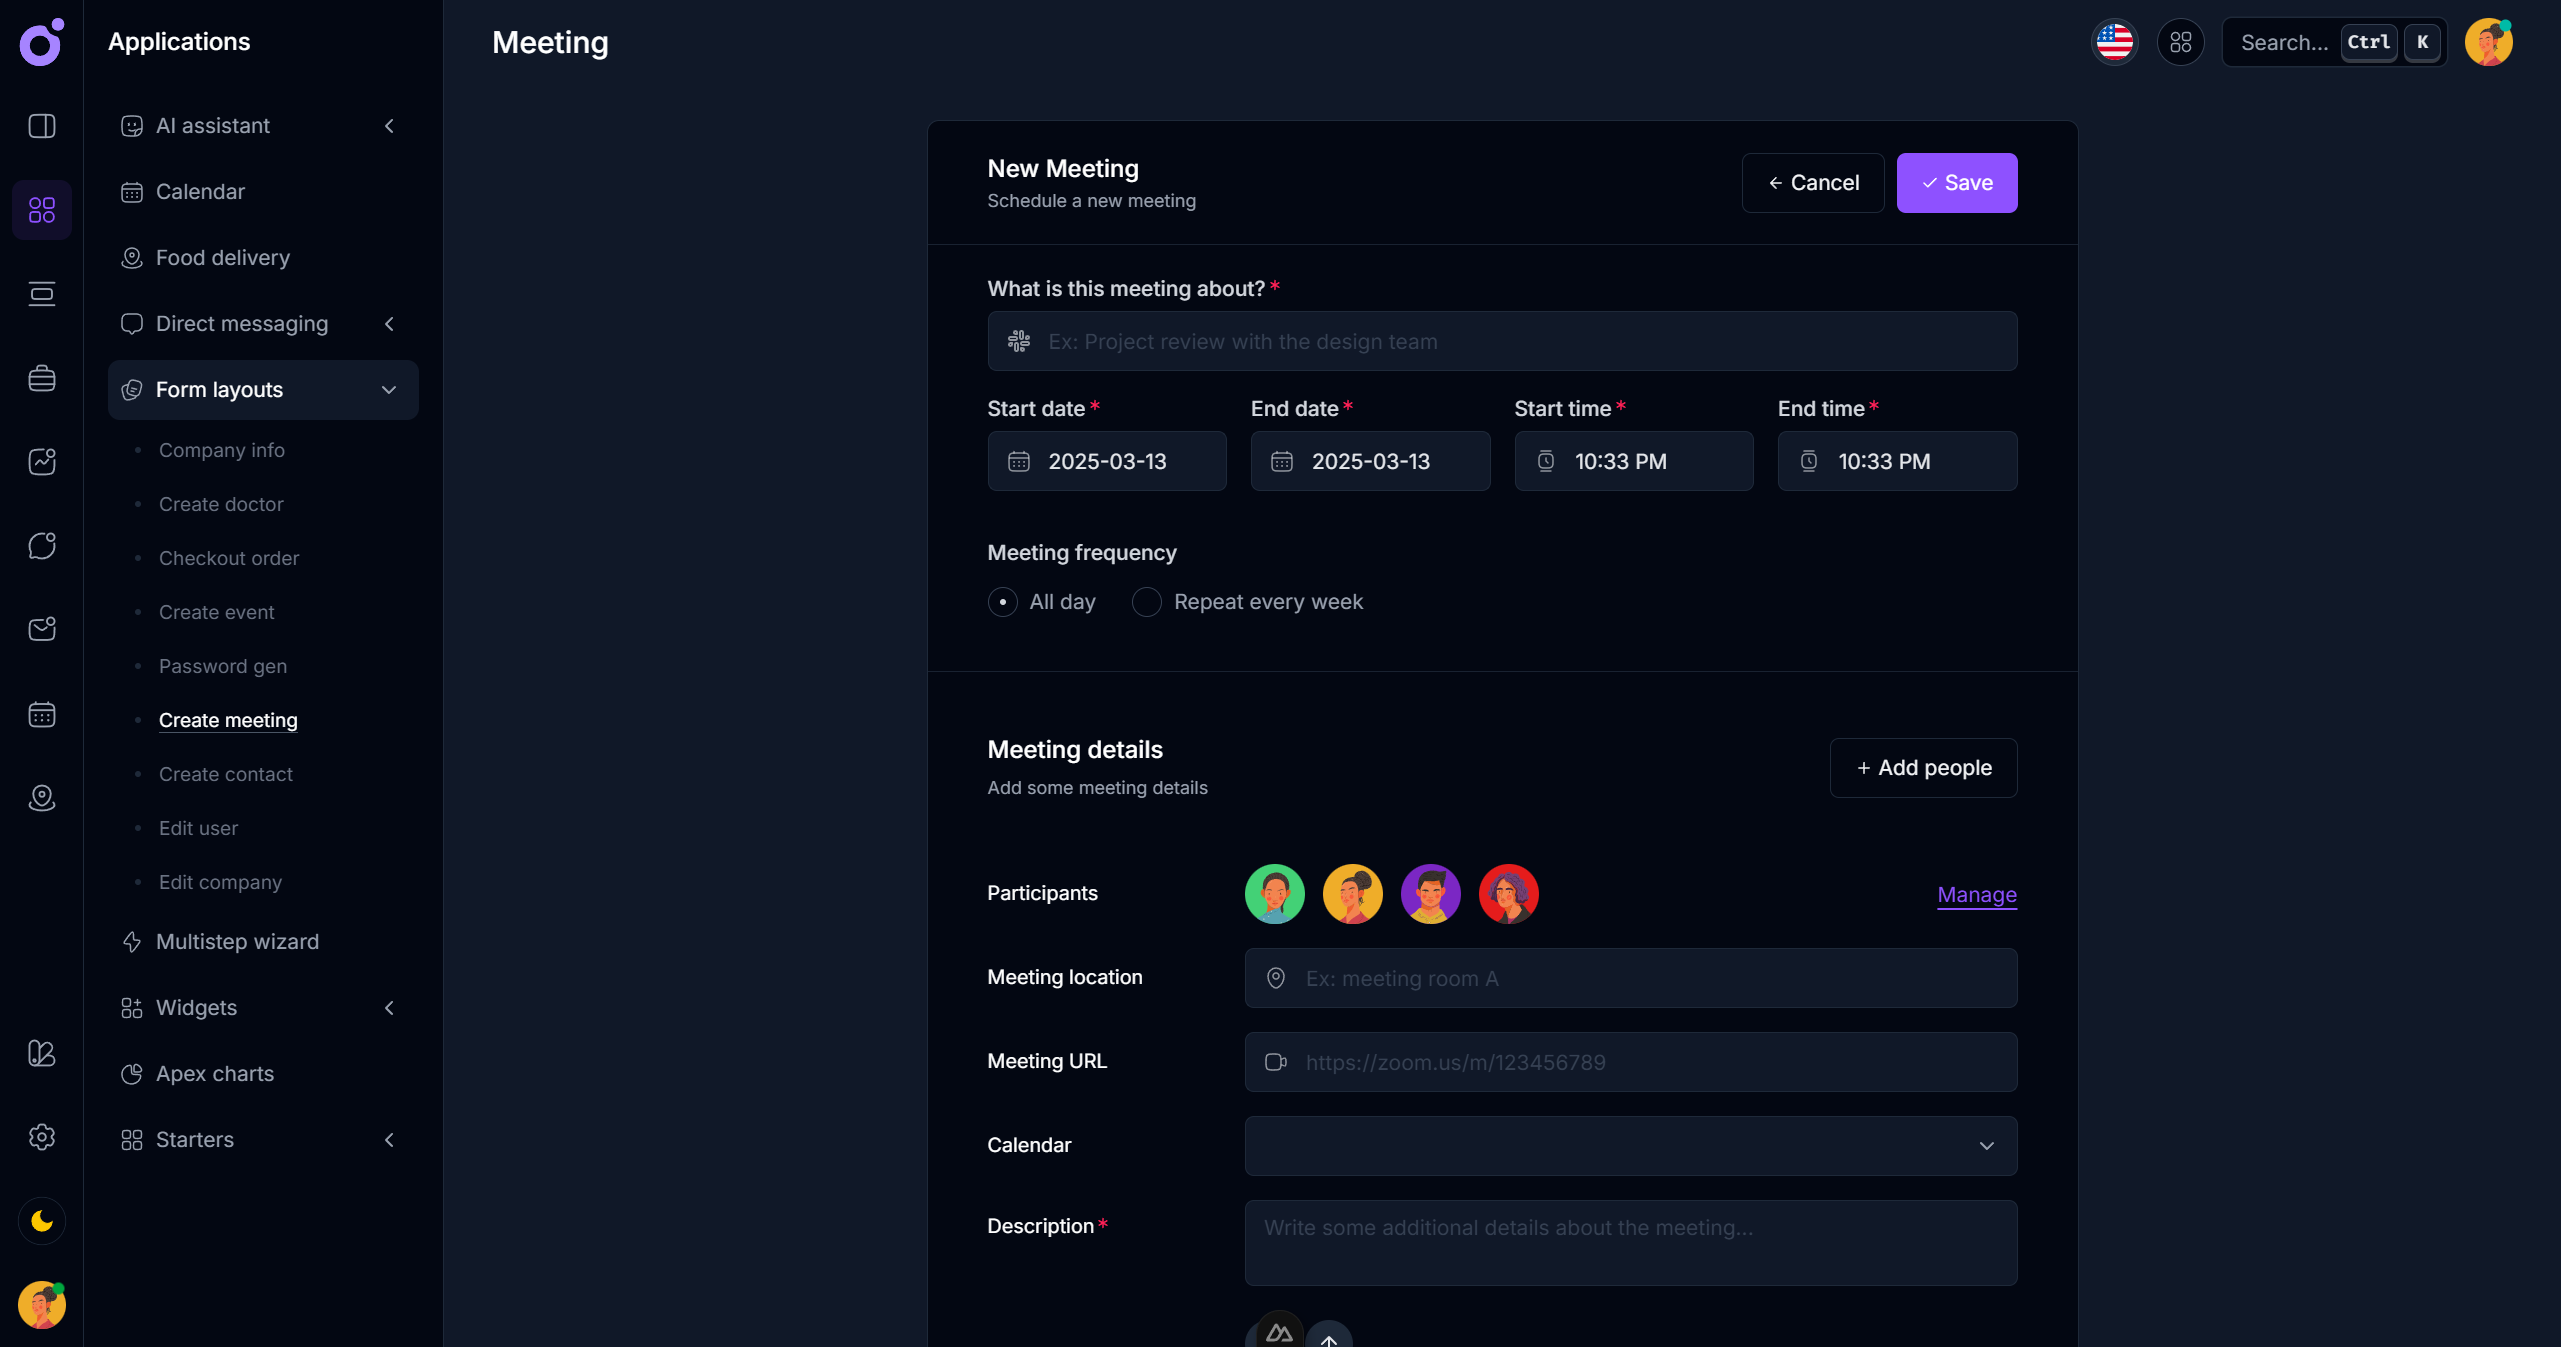 Applications
AI assistant
Calendar
Food delivery
Direct messaging
Form layouts
Company info
Create doctor
Checkout order
Create event
Password gen
Create meeting
Create contact
Edit user
Edit company
Multistep wizard
Widgets
Apex charts
Starters
Meeting
Search... Ctrl K
New Meeting
Schedule a new meeting
Cancel
Save
What is this meeting about?*
Ex: Project review with the design team
Start date* End date* Start time* End time*
2025-03-13 2025-03-13 10:33 PM 10:33 PM
Meeting frequency
All day Repeat every week
Meeting details
Add some meeting details
+ Add people
Participants
Manage
Meeting location
Ex: meeting room A
Meeting URL
https://zoom.us/m/123456789
Calendar
Description*
Write some additional details about the meeting...